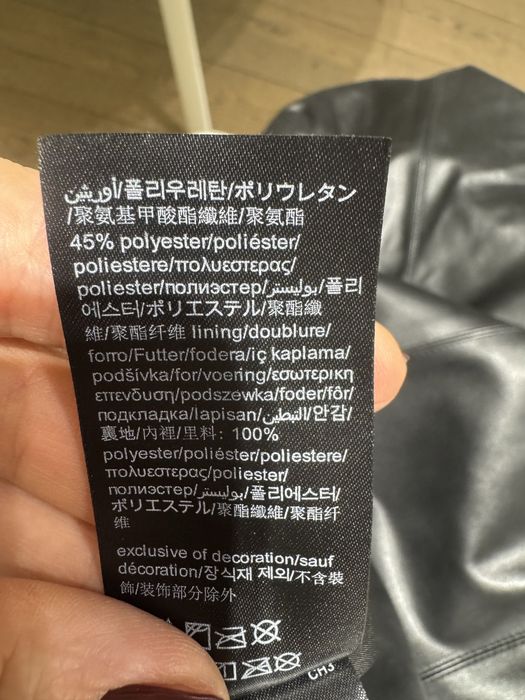 أورشن/폴리우레탄/ポリウレタン
/聚氨基甲酸酯纖維/聚氨酯
45% polyester/poliéster/
poliestere/πολυεστερας/
poliester/полиэстер/بوليستر/폴리
에스터/ポリエステル/聚酯纖
維/聚酯纤维 lining/doublure/
forro/Futter/fodera/iç kaplama/
podšívka/for/voering/εσωτερικη
επενδυση/podszewka/foder/fôr/
подкладка/lapisan/التبطين/안감/
裏地/內裡/里料: 100%
polyester/poliéster/poliestere/
πολυεστερας/poliester/
полиэстер/بوليستر/폴리에스터/
ポリエステル/聚酯纖維/聚酯纤
维
exclusive of decoration/sauf
décoration/장식재 제외/不含裝
飾/装饰部分除外
CH3